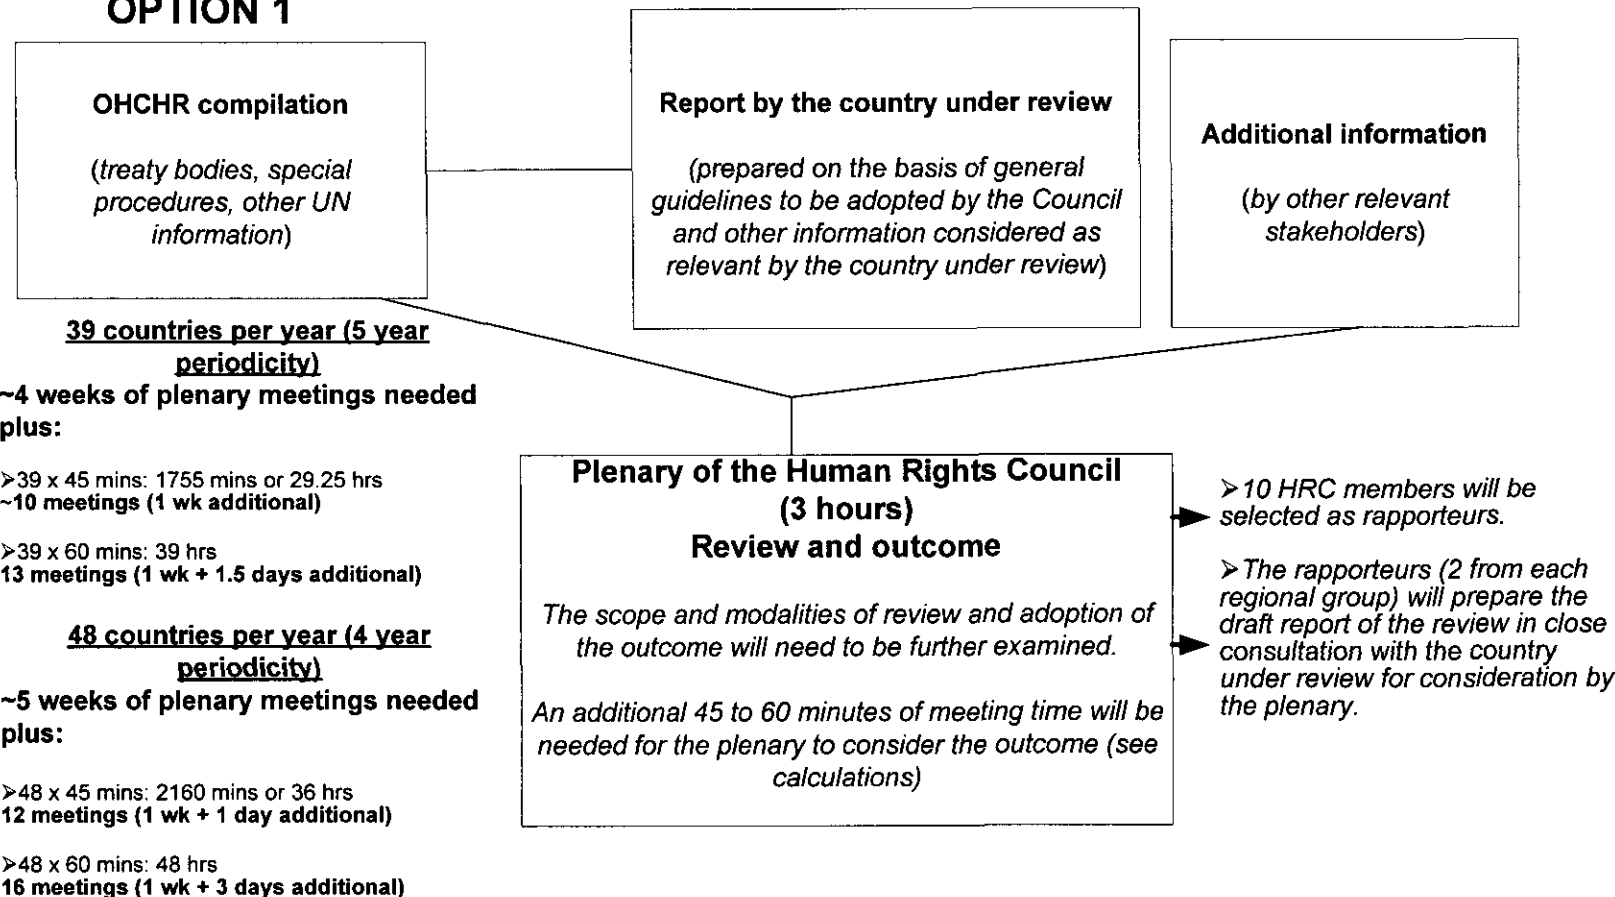 OPTION 1
OHCHR compilation
(treaty bodies, special
procedures, other UN
information)
Report by the country under review
(prepared on the basis of general
guidelines to be adopted by the Council
and other information considered as
relevant by the country under review)
Additional information
(by other relevant
stakeholders)
39 countries per year (5 year
periodicity)
~4 weeks of plenary meetings needed
plus:
➢39 x 45 mins: 1755 mins or 29.25 hrs
~10 meetings (1 wk additional)
➢39 x 60 mins: 39 hrs
13 meetings (1 wk + 1.5 days additional)
48 countries per year (4 year
periodicity)
~5 weeks of plenary meetings needed
plus:
➢48 x 45 mins: 2160 mins or 36 hrs
12 meetings (1 wk + 1 day additional)
➢48 x 60 mins: 48 hrs
16 meetings (1 wk + 3 days additional)
Plenary of the Human Rights Council
(3 hours)
Review and outcome
The scope and modalities of review and adoption of
the outcome will need to be further examined.
An additional 45 to 60 minutes of meeting time will be
needed for the plenary to consider the outcome (see
calculations)
➢10 HRC members will be
selected as rapporteurs.
➢The rapporteurs (2 from each
regional group) will prepare the
draft report of the review in close
consultation with the country
under review for consideration by
the plenary.